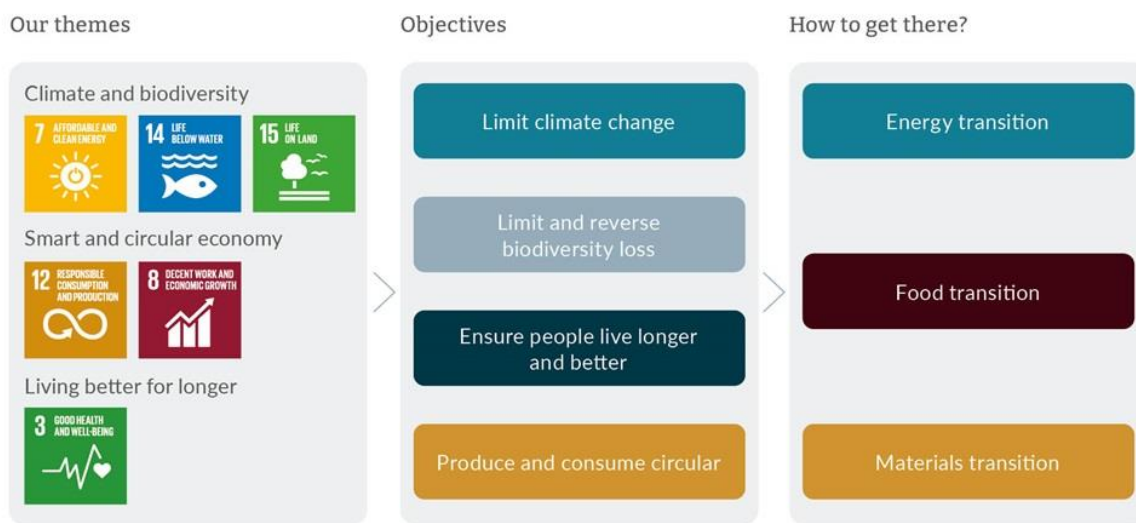 Our themes
Climate and biodiversity
7 AFFORDABLE AND
CLEAN ENERGY
14 LIFE
BELOW WATER
15 LIFE
ON LAND
Smart and circular economy
12 RESPONSIBLE
CONSUMPTION
AND PRODUCTION
8 DECENT WORK AND
ECONOMIC GROWTH
Living better for longer
3 GOOD HEALTH
AND WELL-BEING
Objectives
Limit climate change
Limit and reverse
biodiversity loss
Ensure people live longer
and better
Produce and consume circular
How to get there?
Energy transition
Food transition
Materials transition